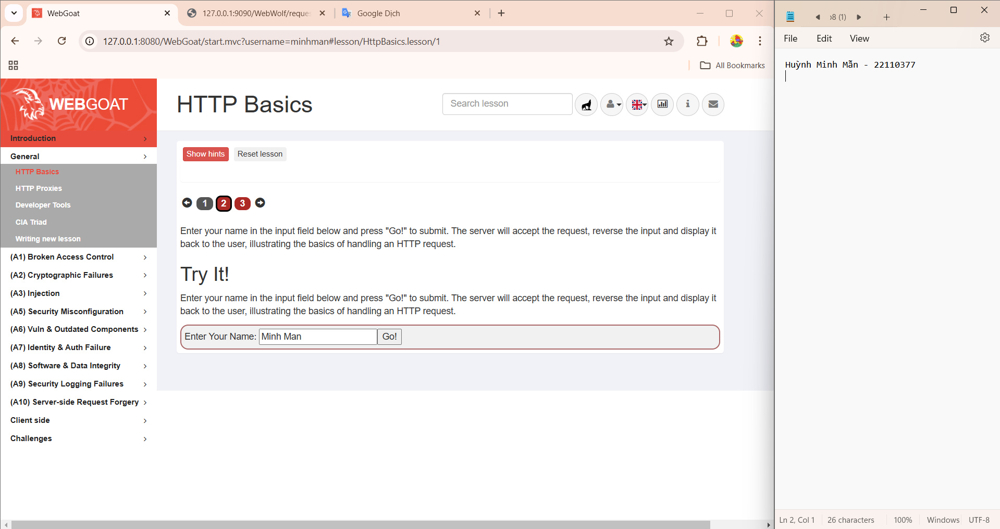 WebGoat
127.0.0.1:9090/WebWolf/reque
Google Dịch
127.0.0.1:8080/WebGoat/start.mvc?username=minhman#lesson/HttpBasics.lesson/1
All Bookmarks
WEBGOAT
HTTP Basics
Search lesson
Introduction
General
HTTP Basics
HTTP Proxies
Developer Tools
CIA Triad
Writing new lesson
(A1) Broken Access Control
(A2) Cryptographic Failures
(A3) Injection
(A5) Security Misconfiguration
(A6) Vuln & Outdated Components
(A7) Identity & Auth Failure
(A8) Software & Data Integrity
(A9) Security Logging Failures
(A10) Server-side Request Forgery
Client side
Challenges
Show hints Reset lesson
1 2 3
Enter your name in the input field below and press "Go!" to submit. The server will accept the request, reverse the input and display it
back to the user, illustrating the basics of handling an HTTP request.
Try It!
Enter your name in the input field below and press "Go!" to submit. The server will accept the request, reverse the input and display it
back to the user, illustrating the basics of handling an HTTP request.
Enter Your Name: Minh Man Go!
8 (1)
File Edit View
Huỳnh Minh Mẫn - 22110377
Ln 2, Col 1 26 characters 100% Windows UTF-8